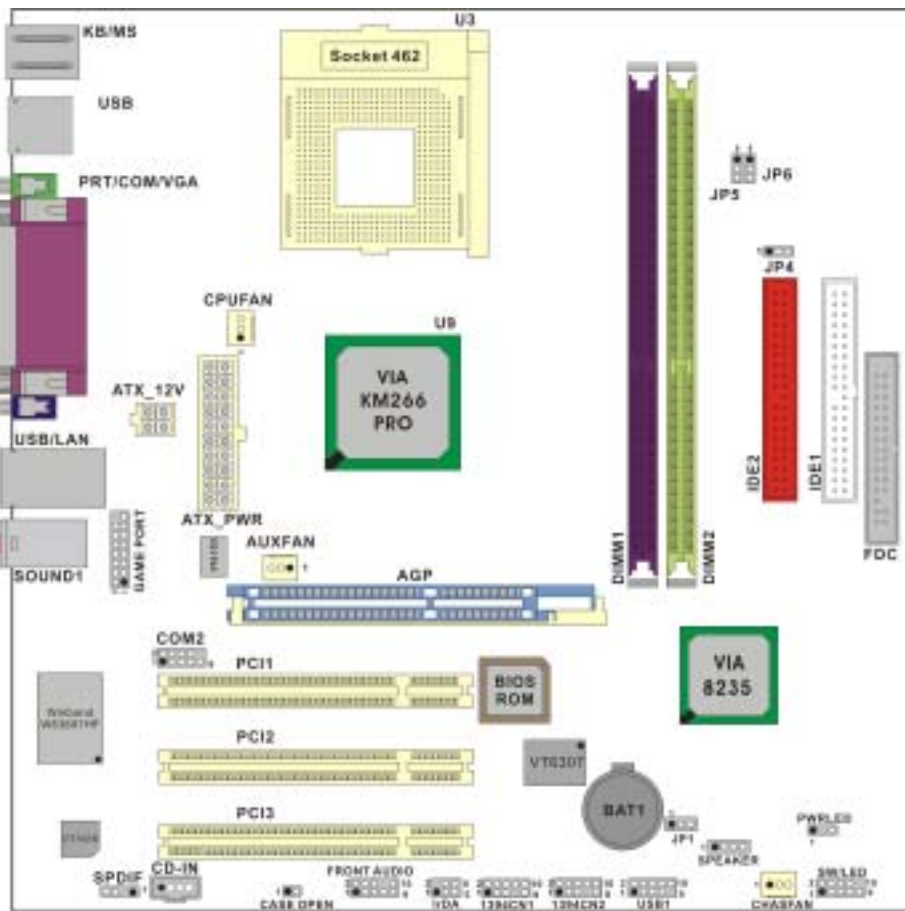 KB/MS
U3
Socket 462
USB
PRT/COM/VGA
JP6
JP5
JP4
CPUFAN
U9
VIA
KM266
PRO
ATX_12V
USB/LAN
IDE2
IDE1
ATX_PWR
GAME PORT
AUXFAN
FDC
SOUND1
DIMM1
DIMM2
AGP
COM2
PCI1
BIOS
ROM
VIA
8235
Winbond
PCI2
BAT1
PCI3
PWRLED
JP1
SPEAKER
SPDIF
CD-IN
FRONT AUDIO
SW/LED
CASE OPEN
1394CN1
1394CN2
USB1
CHASFAN